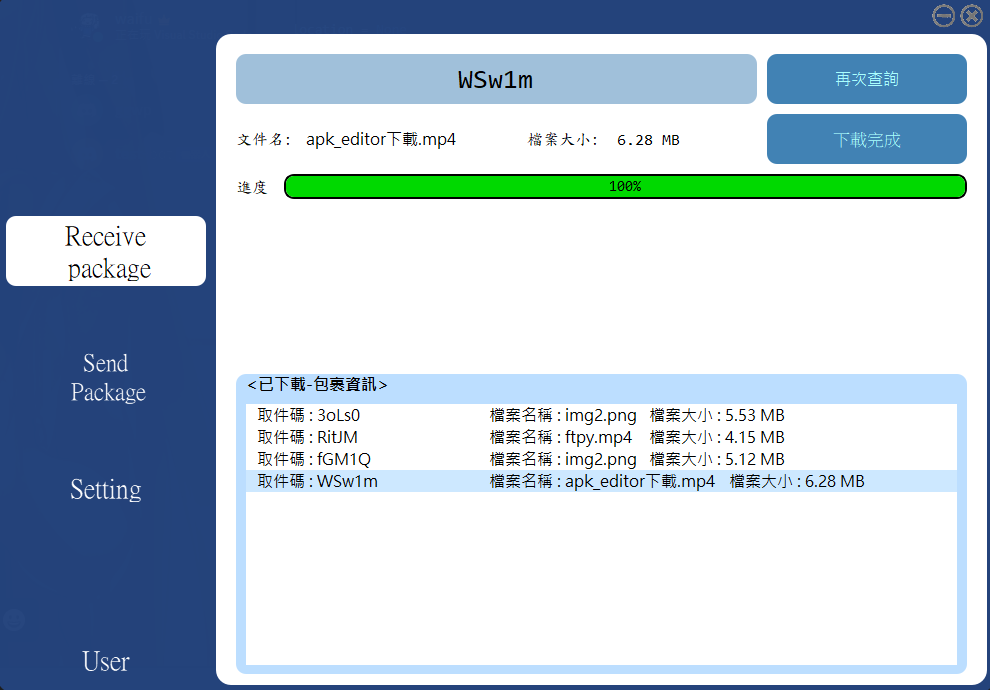 WSw1m
再次查詢
文件名: apk_editor下載.mp4 檔案大小: 6.28 MB
下載完成
進度 100%
Receive
package
Send
Package
Setting
User
<已下載-包裹資訊>
取件碼 : 3oLs0 檔案名稱 : img2.png 檔案大小 : 5.53 MB
取件碼 : RitJM 檔案名稱 : ftpy.mp4 檔案大小 : 4.15 MB
取件碼 : fGM1Q 檔案名稱 : img2.png 檔案大小 : 5.12 MB
取件碼 : WSw1m 檔案名稱 : apk_editor下載.mp4 檔案大小 : 6.28 MB